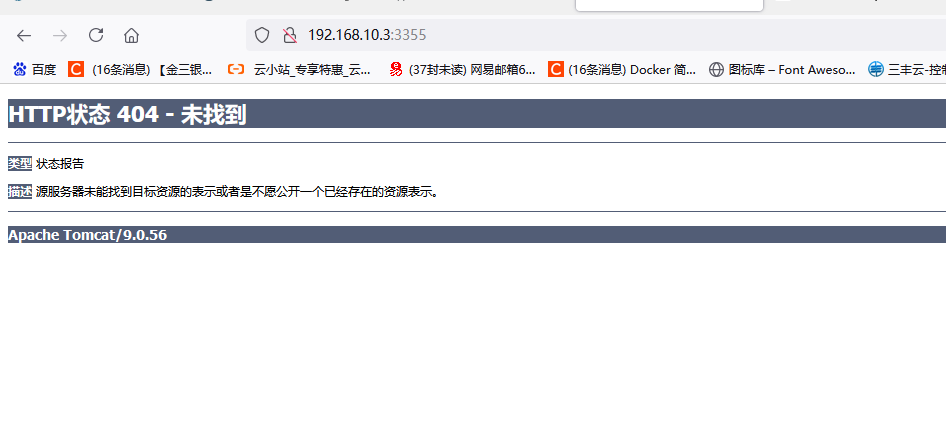 192.168.10.3:3355
百度 (16条消息) 【金三银... 云小站_专享特惠_云... (37封未读) 网易邮箱6... (16条消息) Docker 简... 图标库 – Font Aweso... 三丰云-控
HTTP状态 404 - 未找到
类型 状态报告
描述 源服务器未能找到目标资源的表示或者是不愿公开一个已经存在的资源表示。
Apache Tomcat/9.0.56